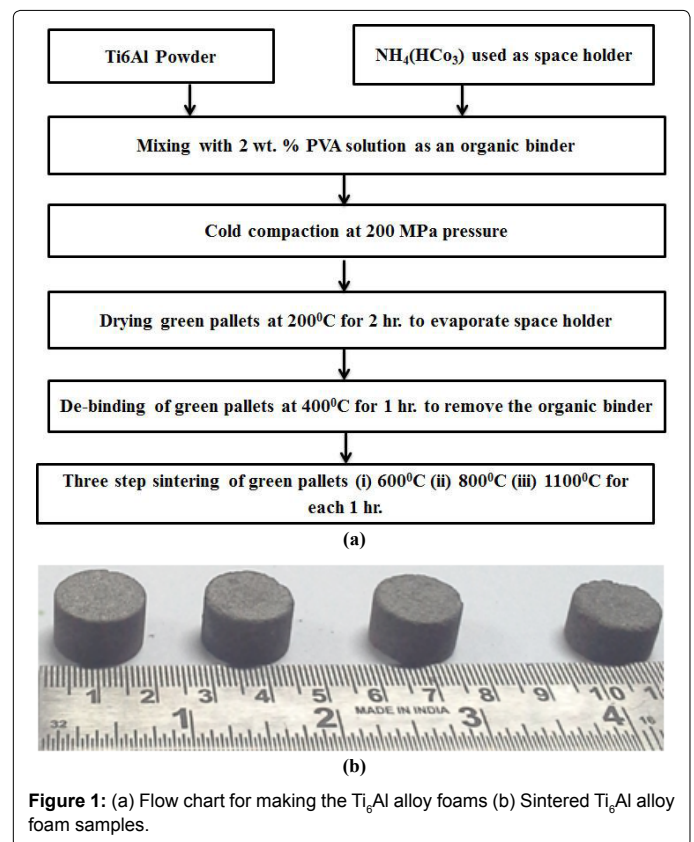 Ti6Al Powder
NH₄(HCo₃) used as space holder
Mixing with 2 wt. % PVA solution as an organic binder
Cold compaction at 200 MPa pressure
Drying green pallets at 200⁰C for 2 hr. to evaporate space holder
De-binding of green pallets at 400⁰C for 1 hr. to remove the organic binder
Three step sintering of green pallets (i) 600⁰C (ii) 800⁰C (iii) 1100⁰C for
each 1 hr.
(a)
1 2 3 4 5 6 7 8 9 10 1
MADE IN INDIA
32 1 2 3 4 16
(b)
Figure 1: (a) Flow chart for making the Ti₆Al alloy foams (b) Sintered Ti₆Al alloy
foam samples.